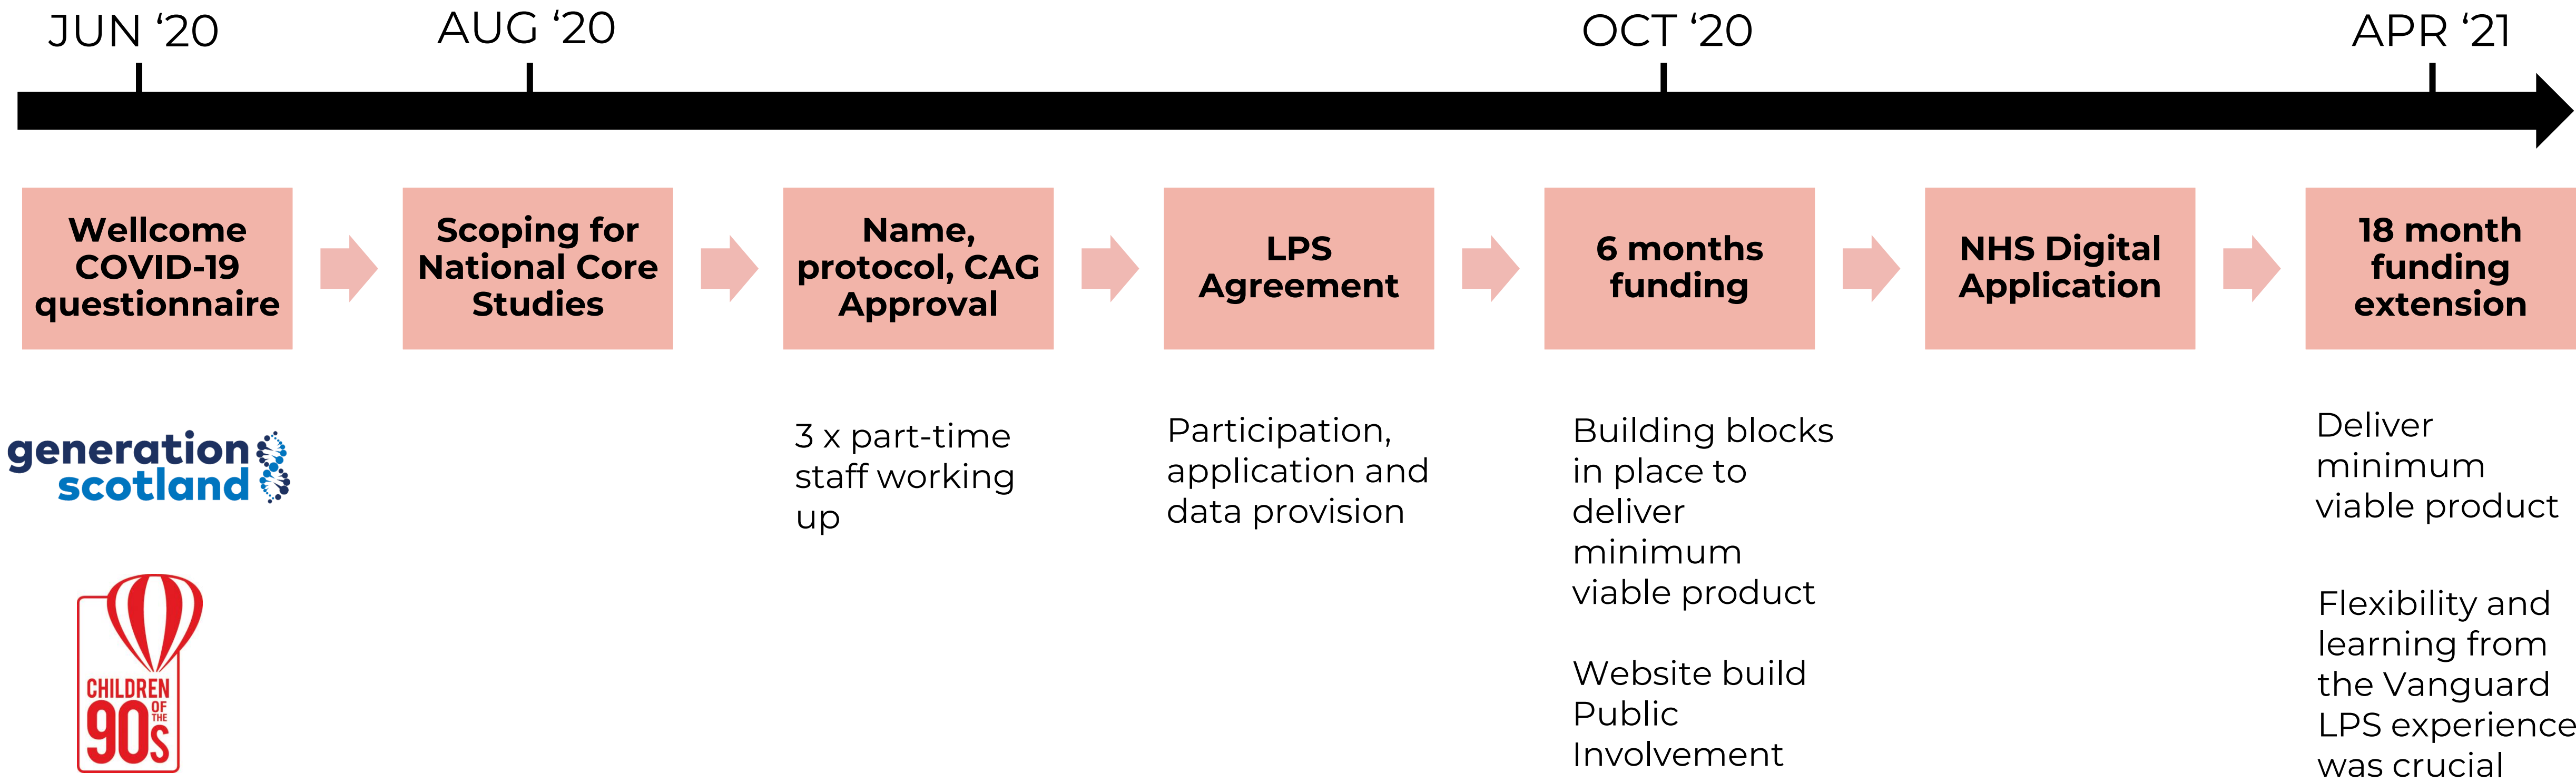 JUN ‘20
AUG ‘20
OCT ‘20
APR ‘21
Wellcome
COVID-19
questionnaire
Scoping for
National Core
Studies
Name,
protocol, CAG
Approval
LPS
Agreement
6 months
funding
NHS Digital
Application
18 month
funding
extension
generation
scotland
CHILDREN
OF
THE
90s
3 x part-time
staff working
up
Participation,
application and
data provision
Building blocks
in place to
deliver
minimum
viable product
Website build
Public
Involvement
Deliver
minimum
viable product
Flexibility and
learning from
the Vanguard
LPS experience
was crucial